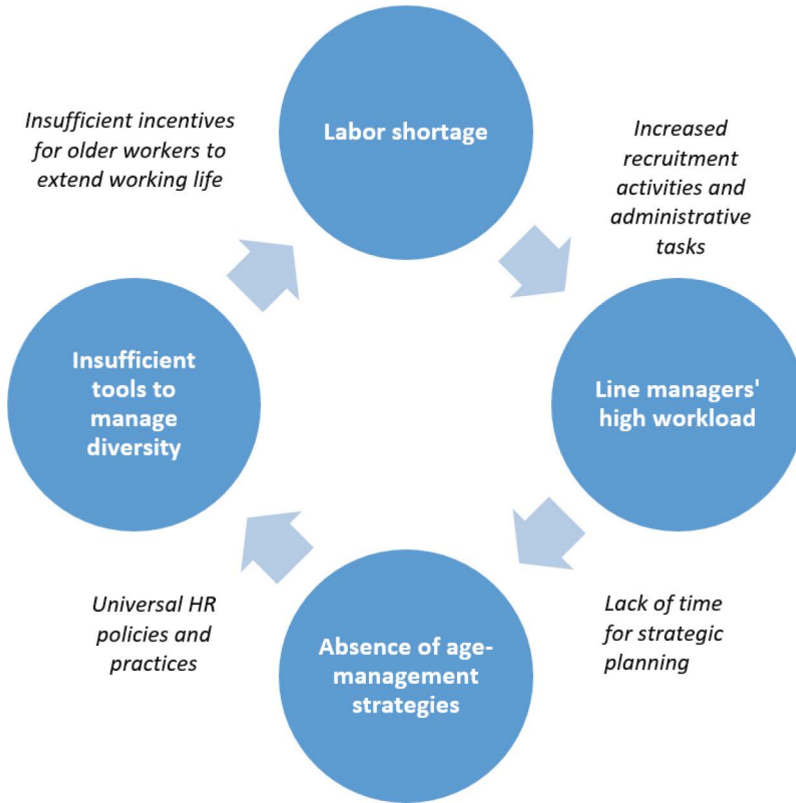 Labor shortage
Increased
recruitment
activities and
administrative
tasks
Line managers'
high workload
Lack of time
for strategic
planning
Absence of age-
management
strategies
Universal HR
policies and
practices
Insufficient
tools to
manage
diversity
Insufficient incentives
for older workers to
extend working life